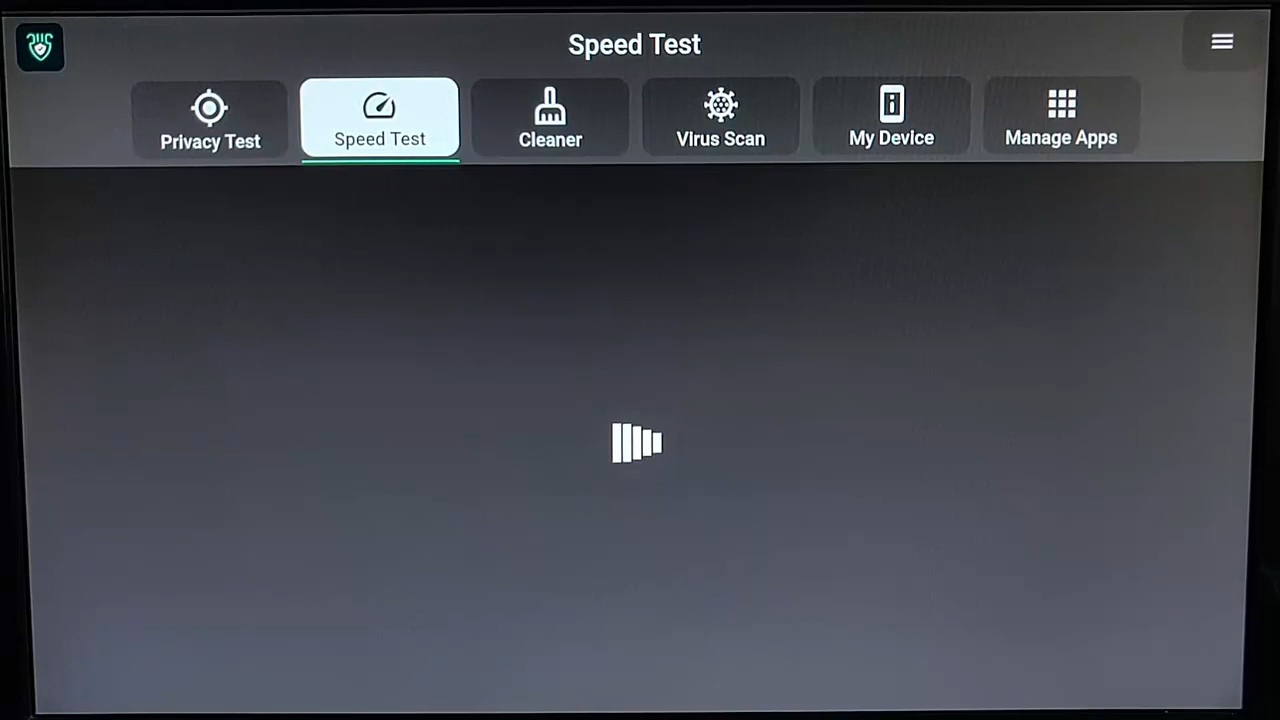 Speed Test
Privacy Test
Speed Test
Cleaner
Virus Scan
My Device
Manage Apps